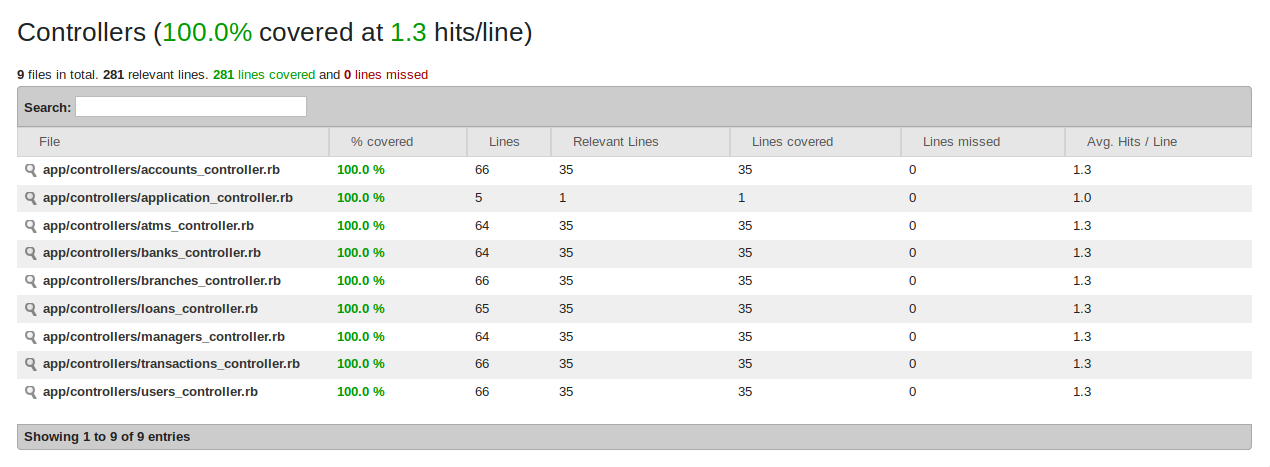 Controllers (100.0% covered at 1.3 hits/line)
9 files in total. 281 relevant lines. 281 lines covered and 0 lines missed
Search:
File % covered Lines Relevant Lines Lines covered Lines missed Avg. Hits / Line
app/controllers/accounts_controller.rb 100.0 % 66 35 35 0 1.3
app/controllers/application_controller.rb 100.0 % 5 1 1 0 1.0
app/controllers/atms_controller.rb 100.0 % 64 35 35 0 1.3
app/controllers/banks_controller.rb 100.0 % 64 35 35 0 1.3
app/controllers/branches_controller.rb 100.0 % 66 35 35 0 1.3
app/controllers/loans_controller.rb 100.0 % 65 35 35 0 1.3
app/controllers/managers_controller.rb 100.0 % 64 35 35 0 1.3
app/controllers/transactions_controller.rb 100.0 % 66 35 35 0 1.3
app/controllers/users_controller.rb 100.0 % 66 35 35 0 1.3
Showing 1 to 9 of 9 entries